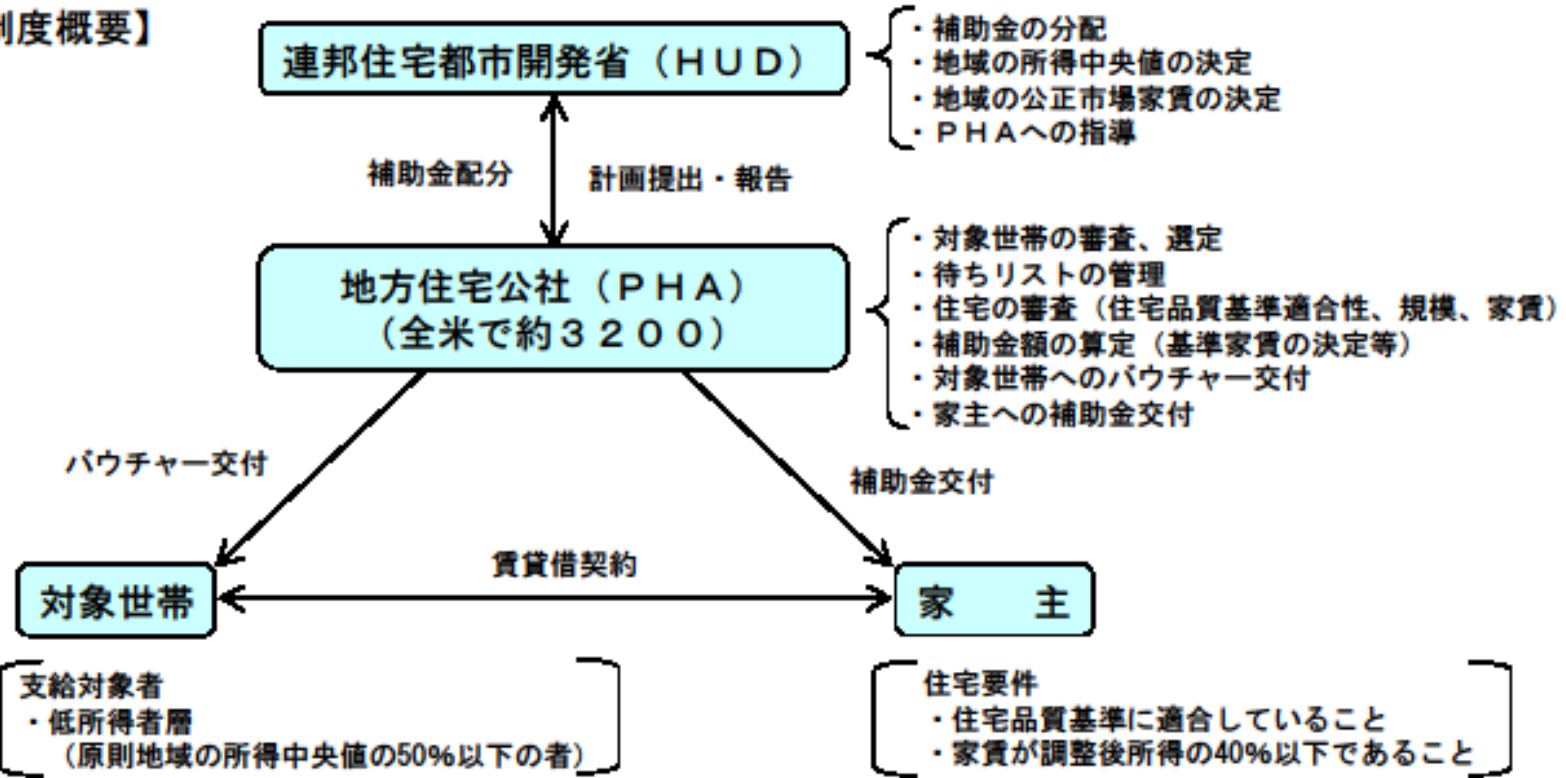 制度概要】
連邦住宅都市開発省（ＨＵＤ）
・補助金の分配
・地域の所得中央値の決定
・地域の公正市場家賃の決定
・ＰＨＡへの指導
補助金配分
計画提出・報告
地方住宅公社（ＰＨＡ）
（全米で約３２００）
・対象世帯の審査、選定
・待ちリストの管理
・住宅の審査（住宅品質基準適合性、規模、家賃）
・補助金額の算定（基準家賃の決定等）
・対象世帯へのバウチャー交付
・家主への補助金交付
バウチャー交付
補助金交付
賃貸借契約
対象世帯
家　　主
支給対象者
・低所得者層
（原則地域の所得中央値の50%以下の者）
住宅要件
・住宅品質基準に適合していること
・家賃が調整後所得の40%以下であること